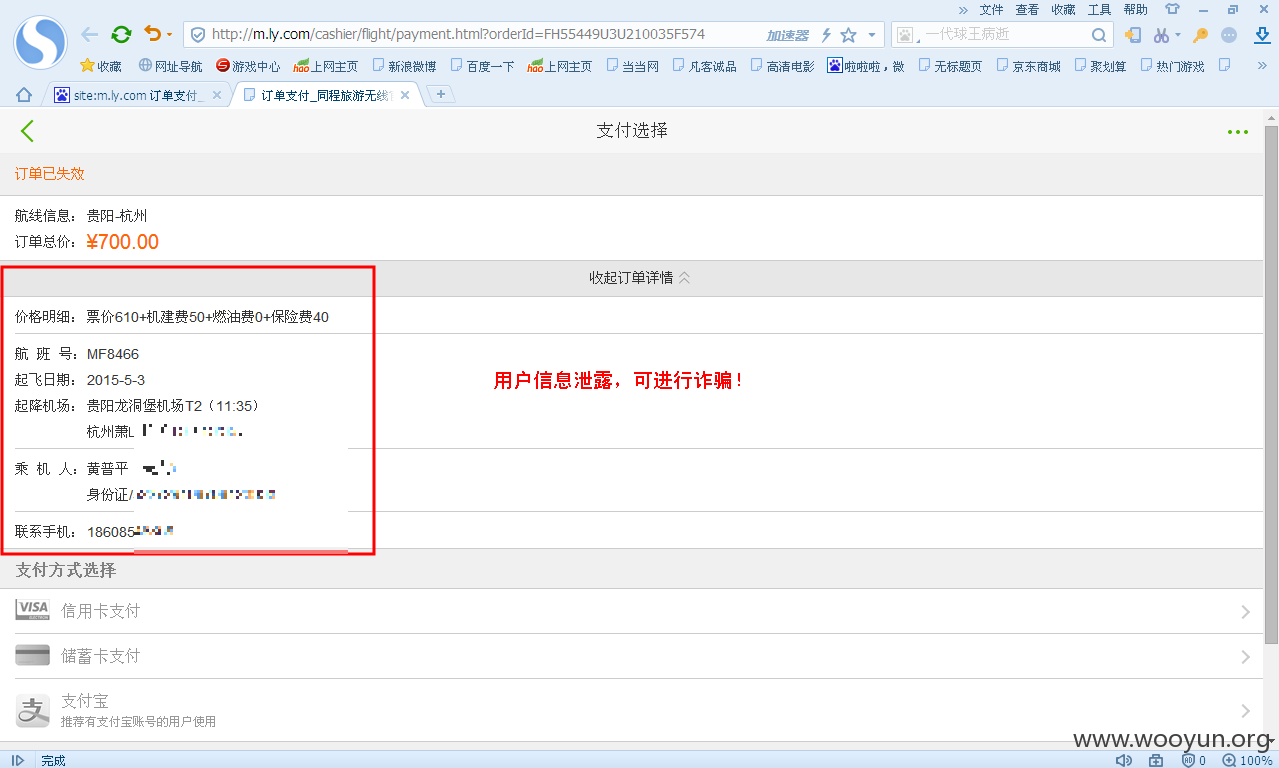 » 文件 查看 收藏 工具 帮助
http://m.ly.com/cashier/flight/payment.html?orderId=FH55449U3U210035F574 加速器 一代球王病逝
收藏 网址导航 游戏中心 hao上网主页 新浪微博 百度一下 hao上网主页 当当网 凡客诚品 高清电影 啦啦啦，微 无标题页 京东商城 聚划算 热门游戏 »
site:m.ly.com 订单支付_ 订单支付_同程旅游无线
支付选择
订单已失效
航线信息： 贵阳-杭州
订单总价： ¥700.00
收起订单详情
价格明细： 票价610+机建费50+燃油费0+保险费40
航 班 号： MF8466
起飞日期： 2015-5-3
起降机场： 贵阳龙洞堡机场T2（11:35）
杭州萧
用户信息泄露，可进行诈骗！
乘 机 人： 黄普平
身份证/
联系手机： 186085
支付方式选择
VISA 信用卡支付
储蓄卡支付
支 支付宝
推荐有支付宝账号的用户使用
www.wooyun.org
完成 0 100%